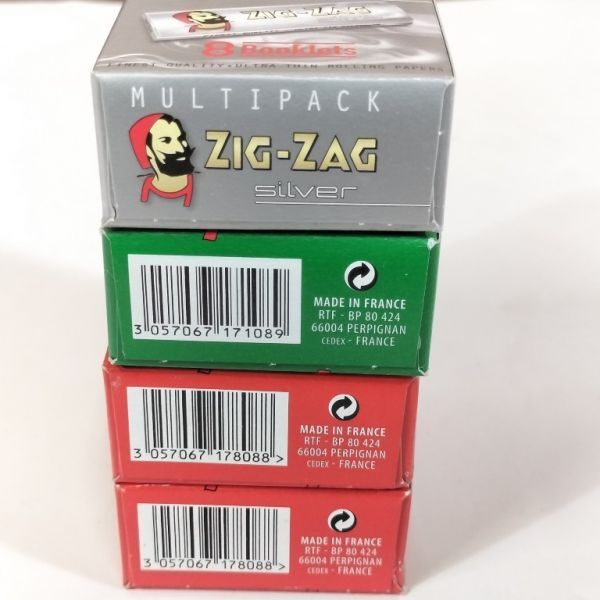 8 Booklets
FINEST QUALITY • ULTRA THIN ROLLING PAPERS
MULTIPACK
ZIG-ZAG
silver
3 057067 171089
MADE IN FRANCE
RTF - BP 80 424
66004 PERPIGNAN
CEDEX - FRANCE
3 057067 178088 >
MADE IN FRANCE
RTF - BP 80 424
66004 PERPIGNAN
CEDEX - FRANCE
3 057067 178088 >
MADE IN FRANCE
RTF - BP 80 424
66004 PERPIGNAN
CEDEX - FRANCE